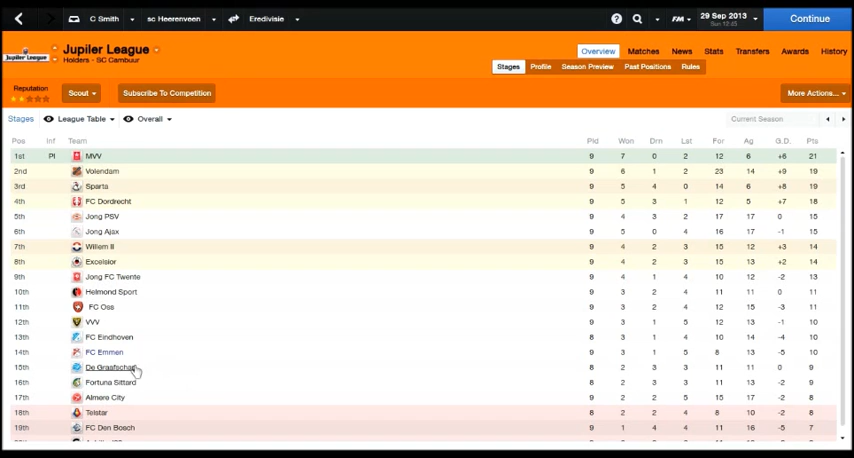 C Smith sc Heerenveen Eredivisie FM 29 Sep 2013 Continue
Sun 12:45
Jupiler League Overview Matches News Stats Transfers Awards History
Holders - SC Cambuur
Stages Profile Season Preview Past Positions Rules
Reputation Scout Subscribe To Competition More Actions...
Stages League Table Overall Current Season
Pos Inf Team Pld Won Drn Lst For Ag G.D. Pts
1st Pl MVV 9 7 0 2 12 6 +6 21
2nd Volendam 9 6 1 2 23 14 +9 19
3rd Sparta 9 5 4 0 14 6 +8 19
4th FC Dordrecht 9 5 3 1 12 5 +7 18
5th Jong PSV 9 4 3 2 17 17 0 15
6th Jong Ajax 9 5 0 4 16 17 -1 15
7th Willem II 9 4 2 3 15 12 +3 14
8th Excelsior 9 4 2 3 15 13 +2 14
9th Jong FC Twente 9 4 1 4 10 12 -2 13
10th Helmond Sport 9 3 2 4 11 11 0 11
11th FC Oss 9 3 2 4 12 15 -3 11
12th VVV 9 3 1 5 12 13 -1 10
13th FC Eindhoven 8 3 1 4 10 14 -4 10
14th FC Emmen 9 3 1 5 8 13 -5 10
15th De Graafschap 8 2 3 3 11 11 0 9
16th Fortuna Sittard 8 2 3 3 11 13 -2 9
17th Almere City 9 2 2 5 15 17 -2 8
18th Telstar 8 2 2 4 8 10 -2 8
19th FC Den Bosch 9 1 4 4 11 16 -5 7